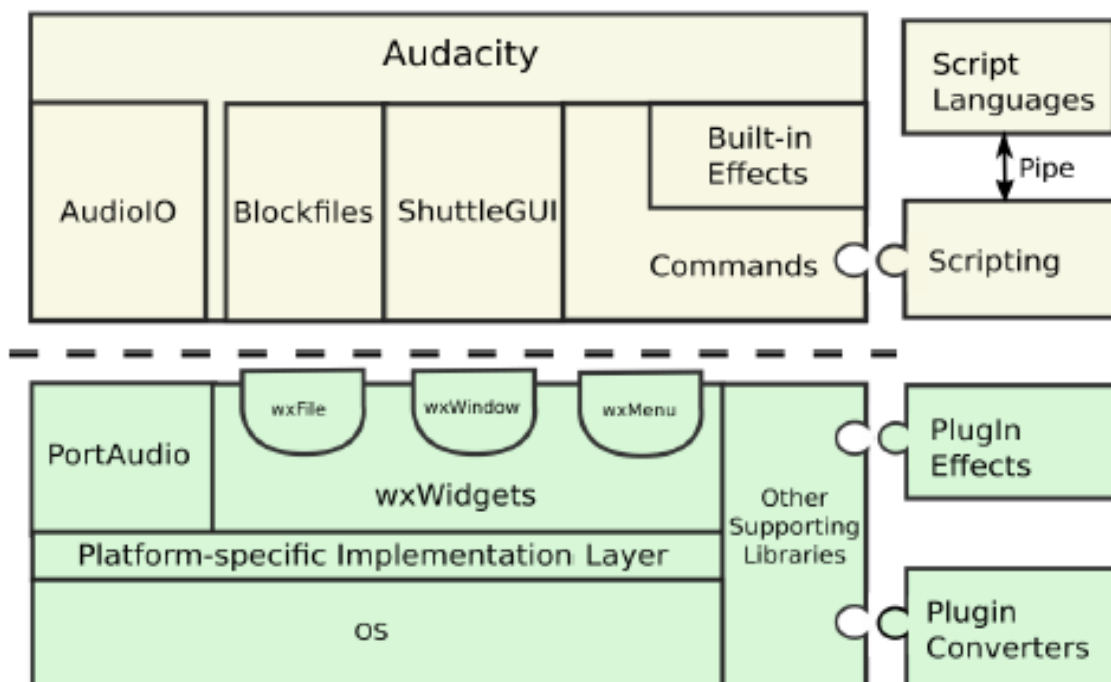 Audacity
Script
Languages
Pipe
AudioIO
Blockfiles
ShuttleGUI
Built-in
Effects
Commands
Scripting
wxFile
wxWindow
wxMenu
PortAudio
wxWidgets
Other
Supporting
Libraries
PlugIn
Effects
Platform-specific Implementation Layer
OS
Plugin
Converters